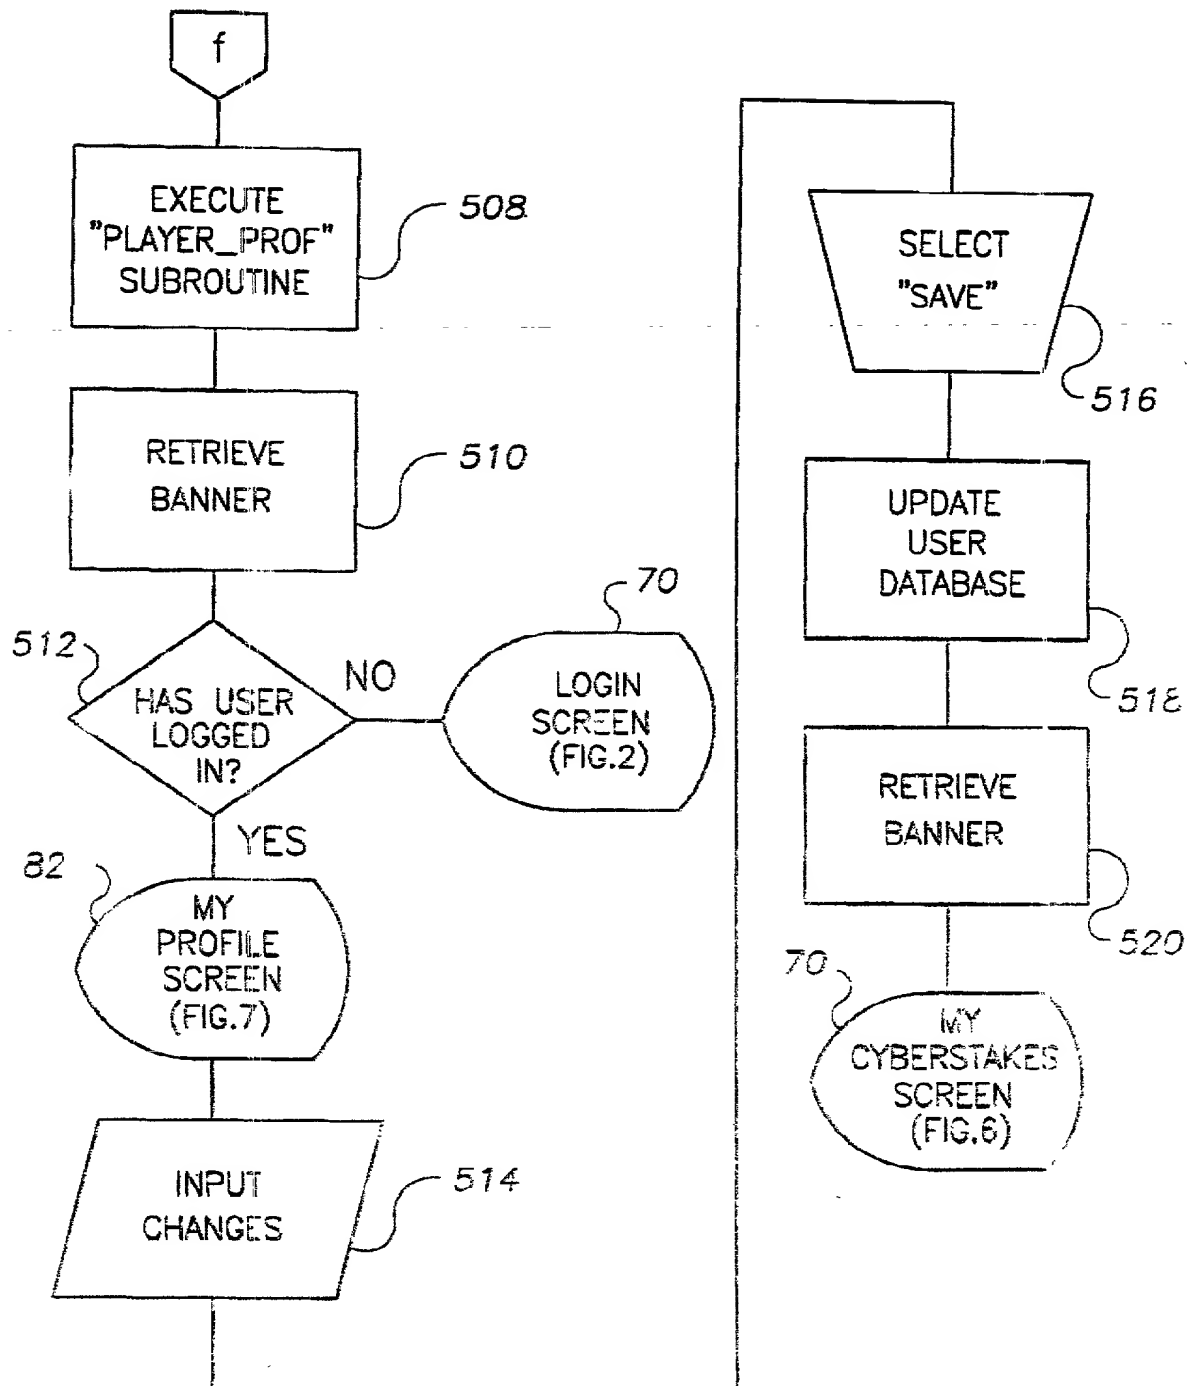 f
EXECUTE
"PLAYER_PROF"
SUBROUTINE
508
RETRIEVE
BANNER
510
512
HAS USER
LOGGED
IN?
NO
70
LOGIN
SCREEN
(FIG.2)
YES
82
MY
PROFILE
SCREEN
(FIG.7)
INPUT
CHANGES
514
SELECT
"SAVE"
516
UPDATE
USER
DATABASE
518
RETRIEVE
BANNER
520
70
MY
CYBERSTAKES
SCREEN
(FIG.6)